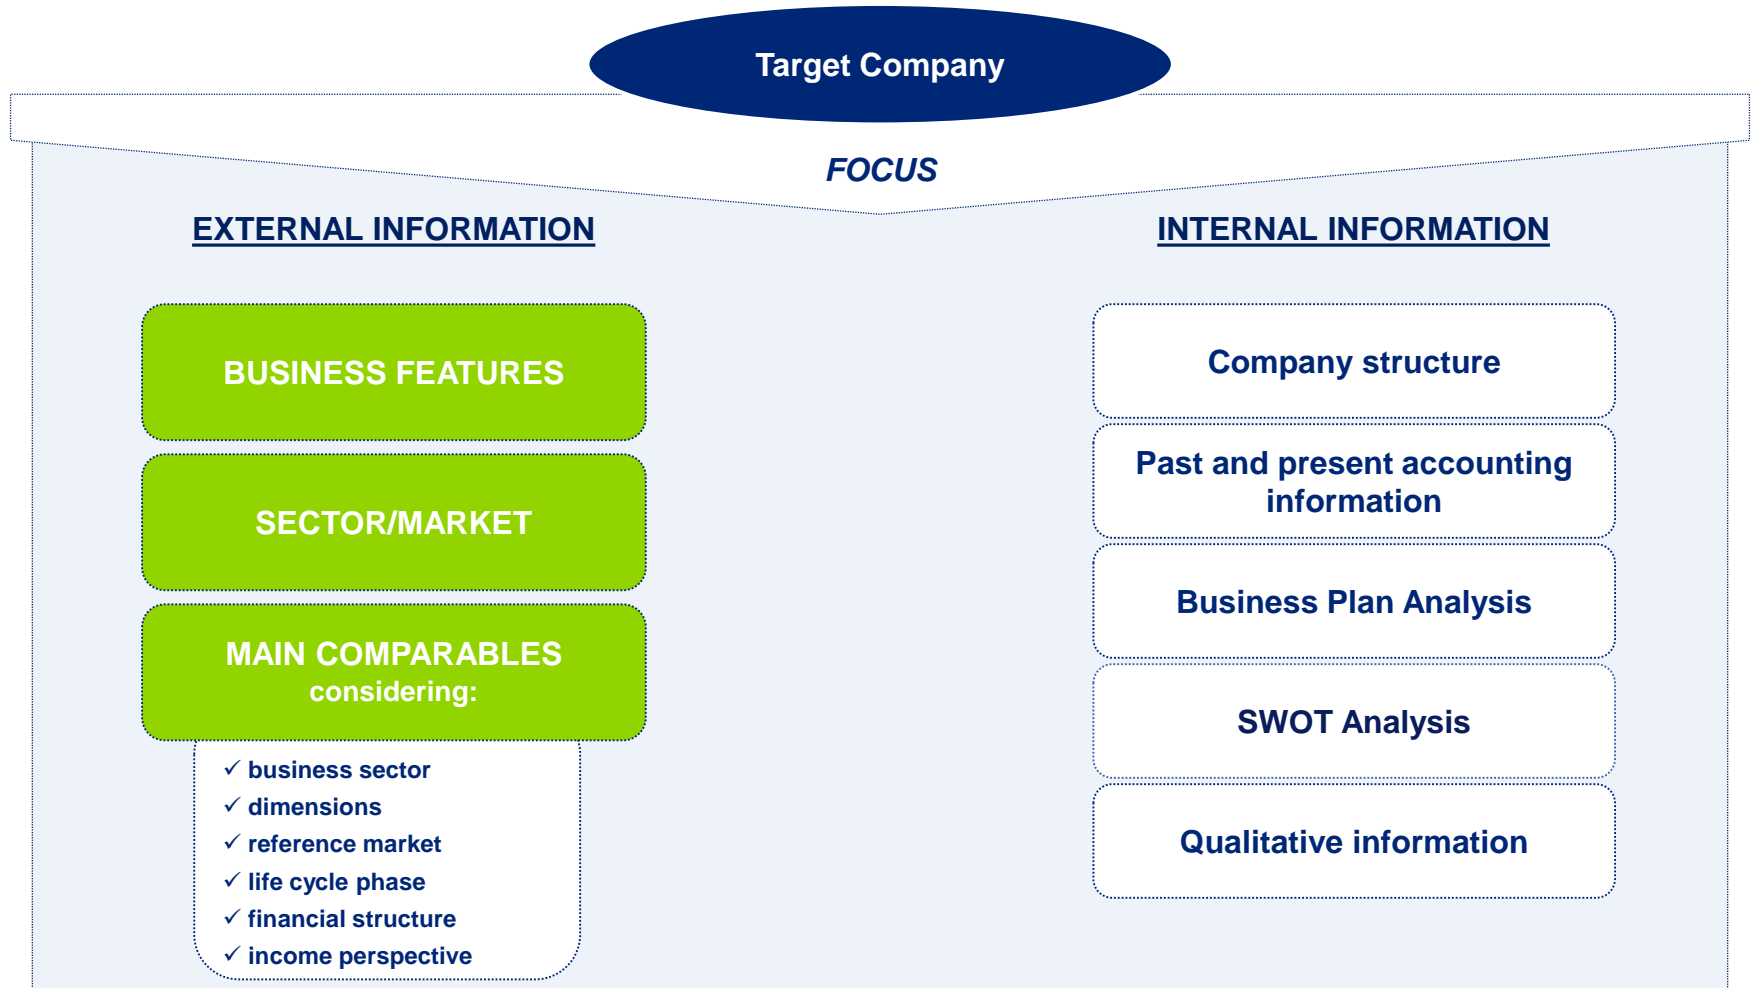 Target Company
FOCUS
EXTERNAL INFORMATION
BUSINESS FEATURES
SECTOR/MARKET
MAIN COMPARABLES
considering:
✓ business sector
✓ dimensions
✓ reference market
✓ life cycle phase
✓ financial structure
✓ income perspective
INTERNAL INFORMATION
Company structure
Past and present accounting
information
Business Plan Analysis
SWOT Analysis
Qualitative information